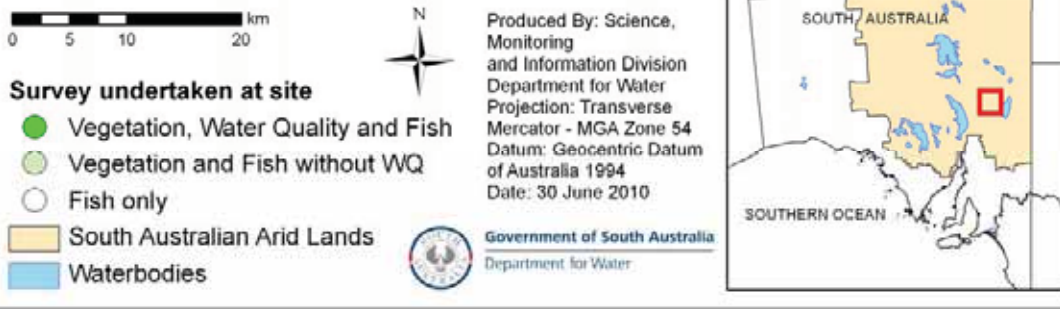 km
0 5 10 20
Survey undertaken at site
Vegetation, Water Quality and Fish
Vegetation and Fish without WQ
Fish only
South Australian Arid Lands
Waterbodies
N
Produced By: Science,
Monitoring
and Information Division
Department for Water
Projection: Transverse
Mercator - MGA Zone 54
Datum: Geocentric Datum
of Australia 1994
Date: 30 June 2010
SOUTH
AUSTRALIA
Government of South Australia
Department for Water
SOUTH AUSTRALIA
SOUTHERN OCEAN